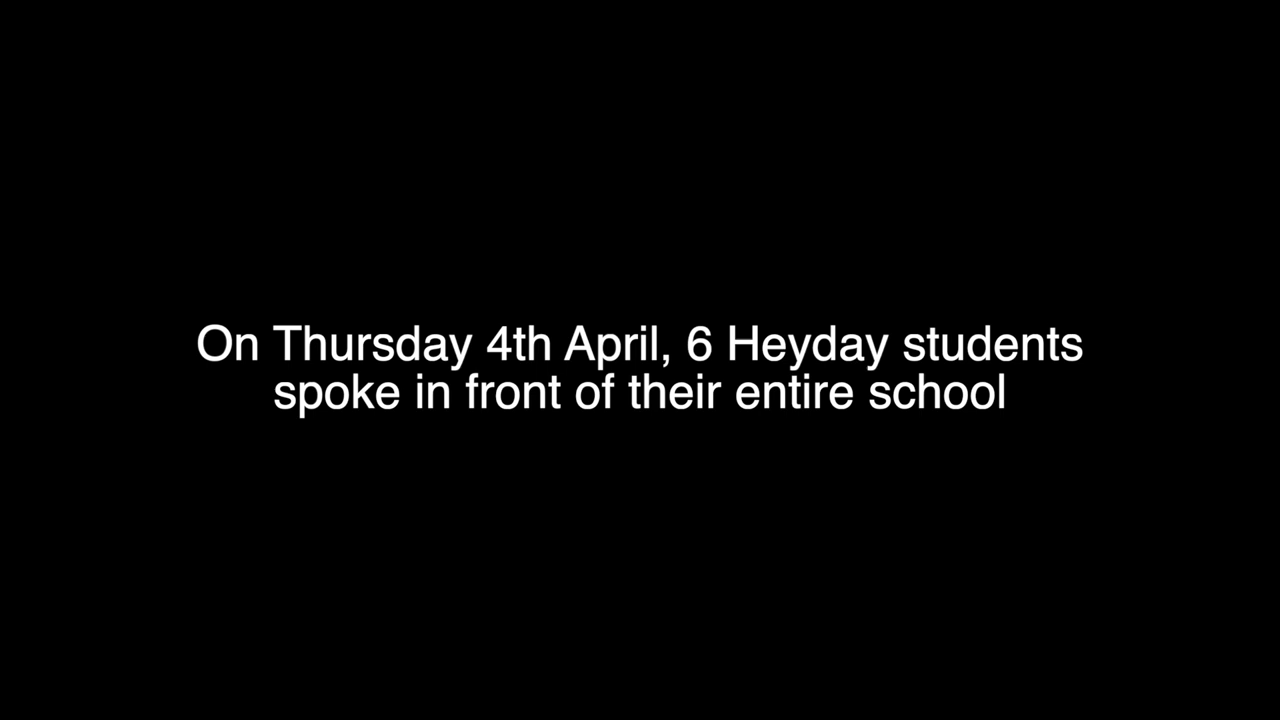 On Thursday 4th April, 6 Heyday students
spoke in front of their entire school